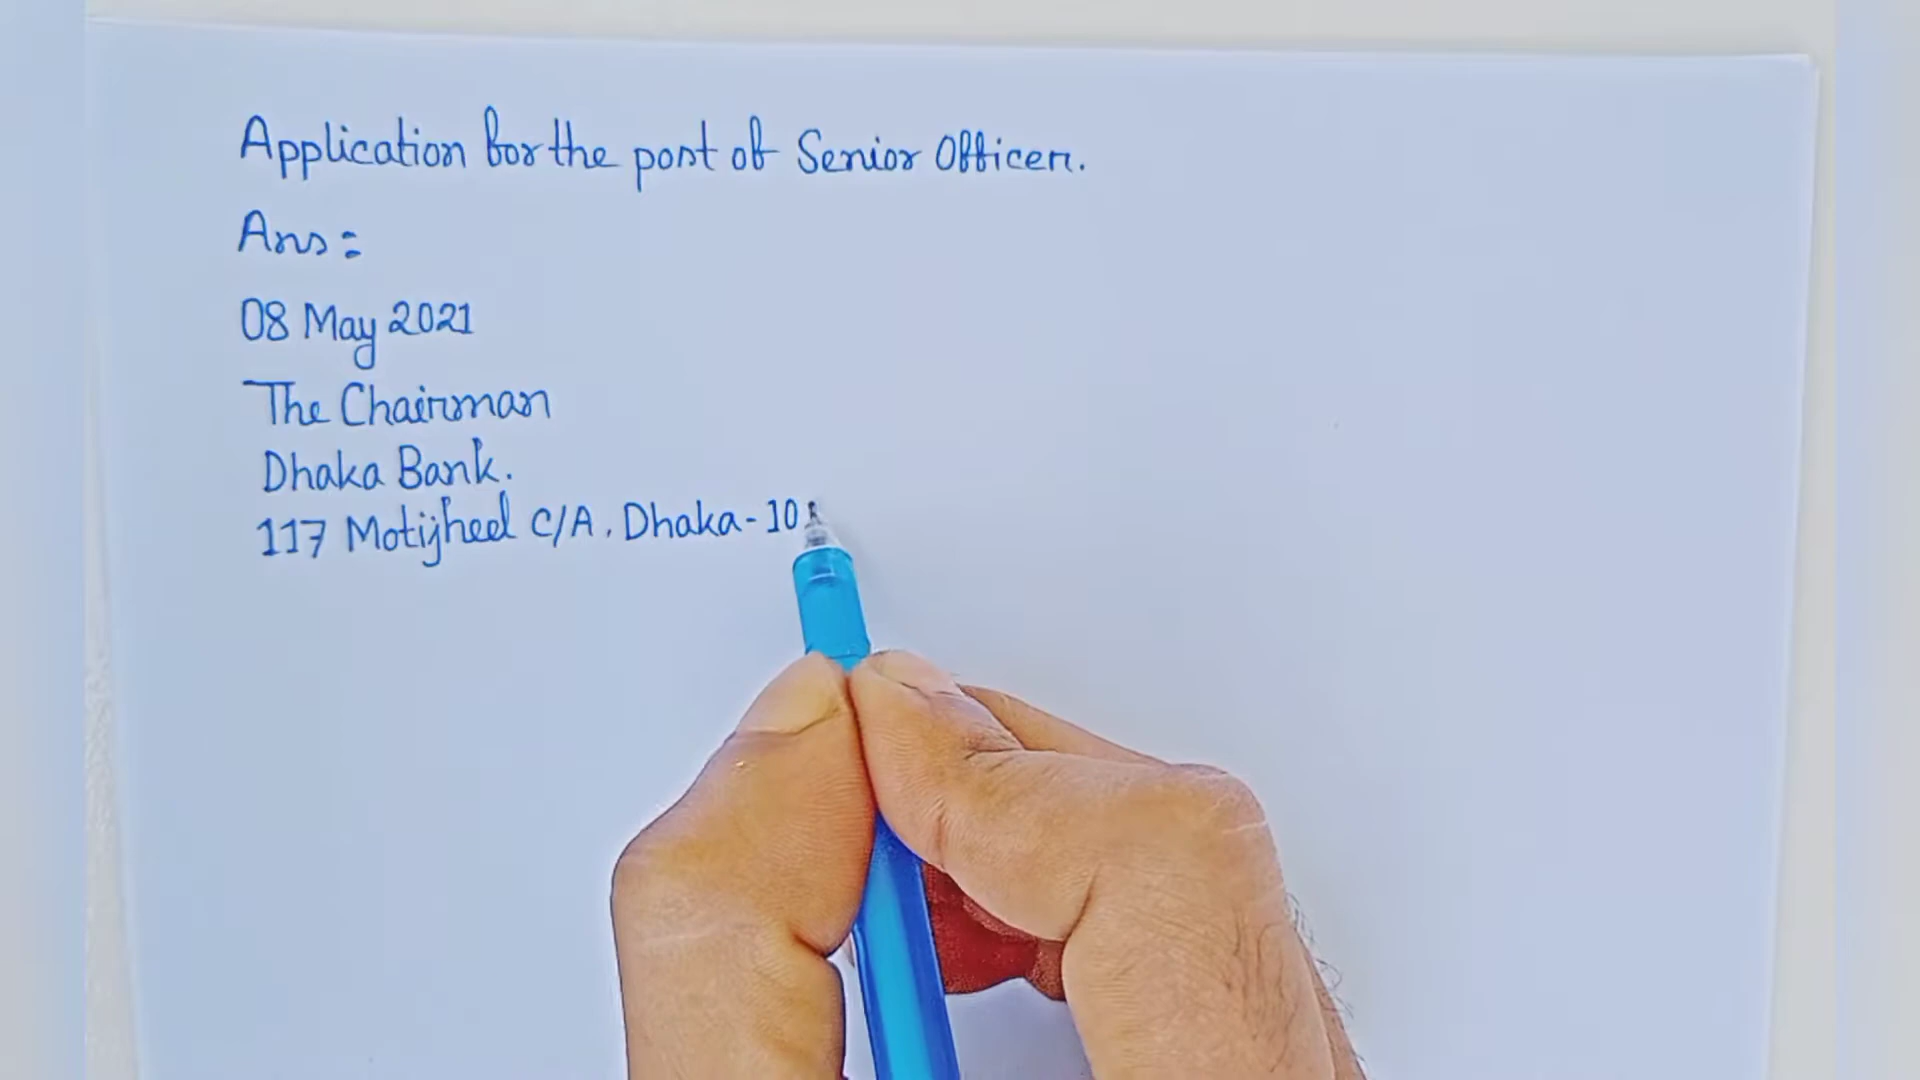 Application for the post of Senior Officer.
Ans:
08 May 2021
The Chairman
Dhaka Bank.
117 Motijheel C/A, Dhaka-10